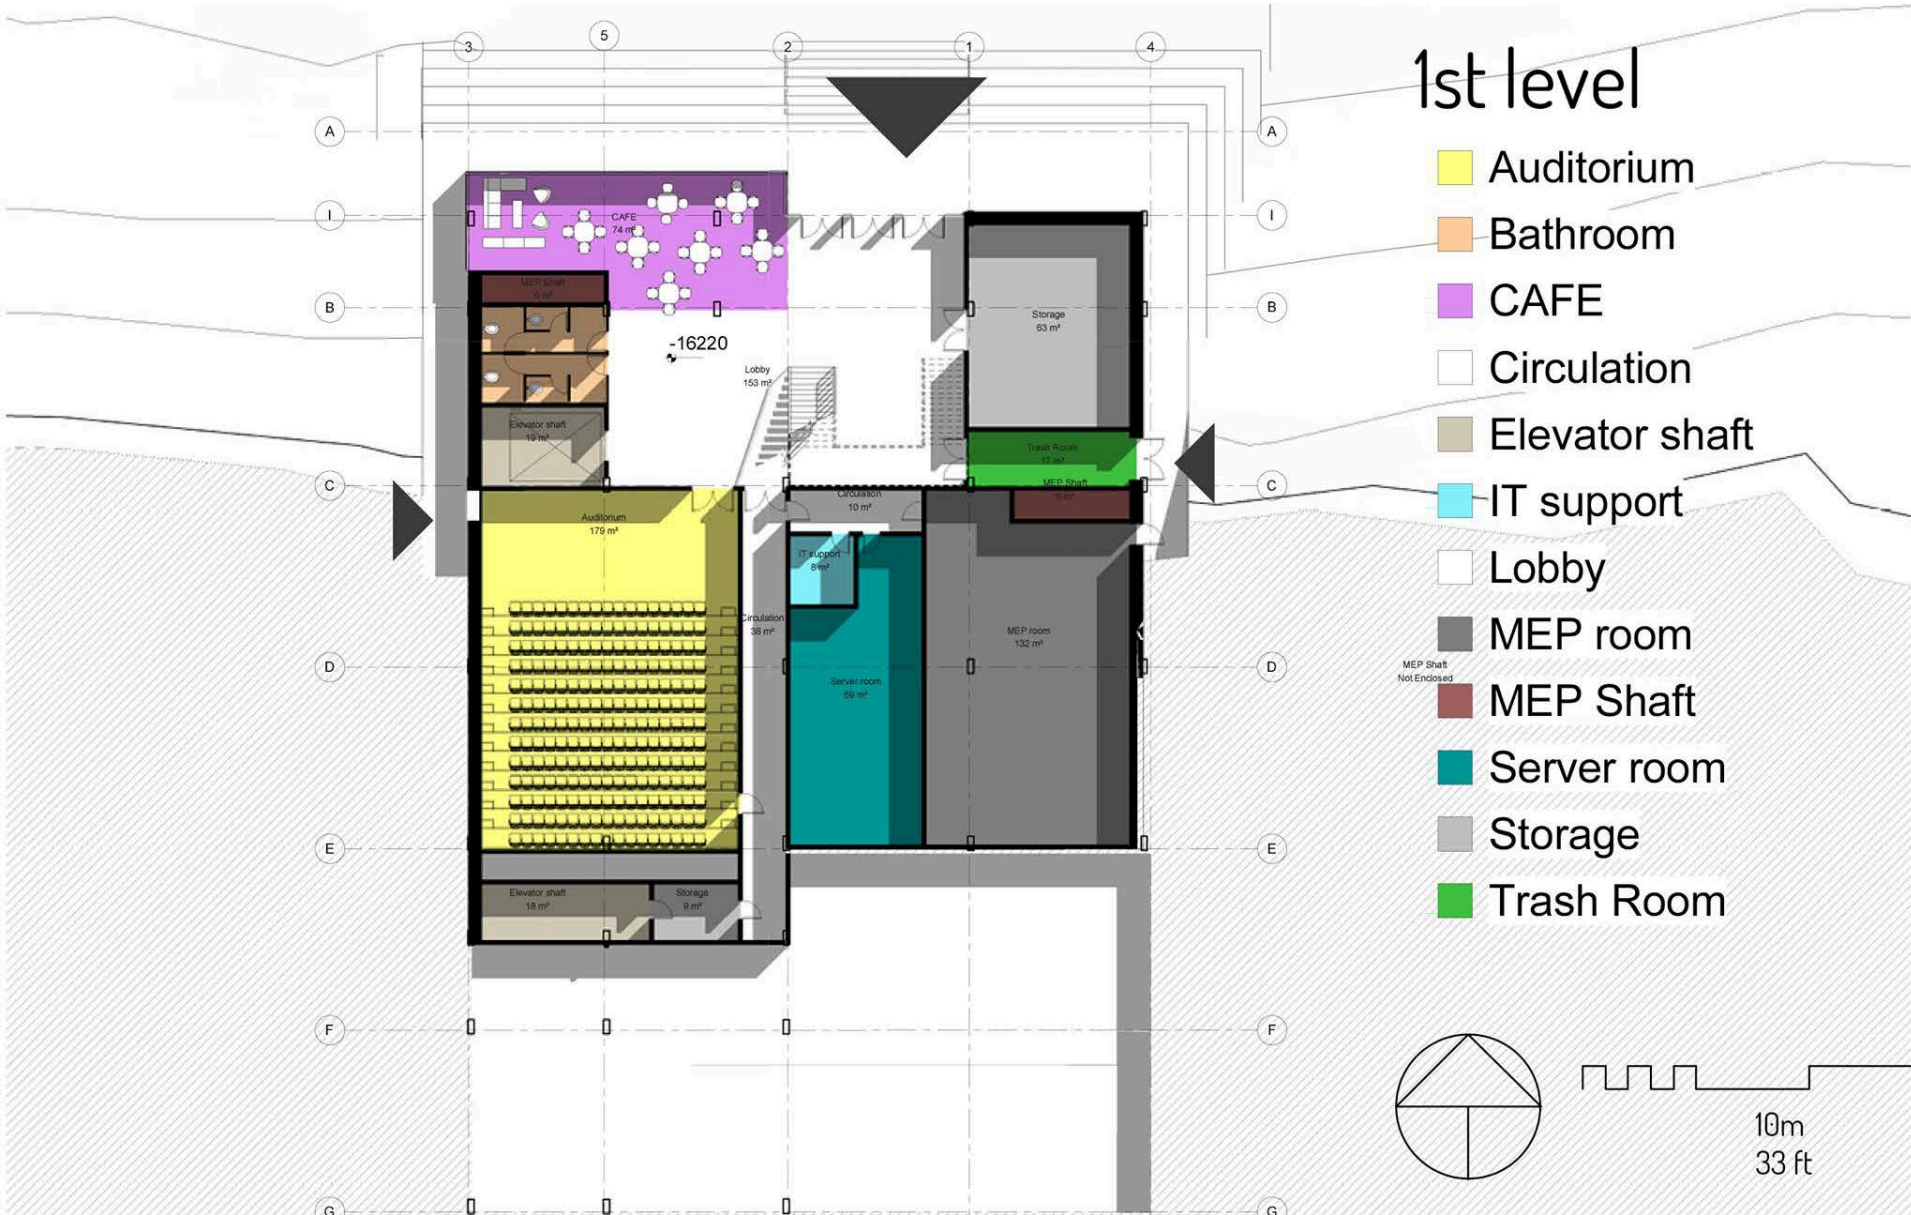 3
5
2
1
4
1st level
A
A
Auditorium
Bathroom
I
I
CAFE
74 m²
CAFE
MEP Shaft
6 m²
B
B
Storage
63 m²
-16220
Lobby
153 m²
Circulation
Elevator shaft
19 m²
Elevator shaft
Trash Room
17 m²
MEP Shaft
C
C
Circulation
10 m²
IT support
Auditorium
179 m²
IT support
8 m²
Lobby
Circulation
38 m²
MEP room
132 m²
MEP room
D
D
MEP Shaft
Not Enclosed
Server room
69 m²
MEP Shaft
Server room
Storage
E
E
Elevator shaft
18 m²
Storage
9 m²
Trash Room
F
F
10m
33 ft
G
G